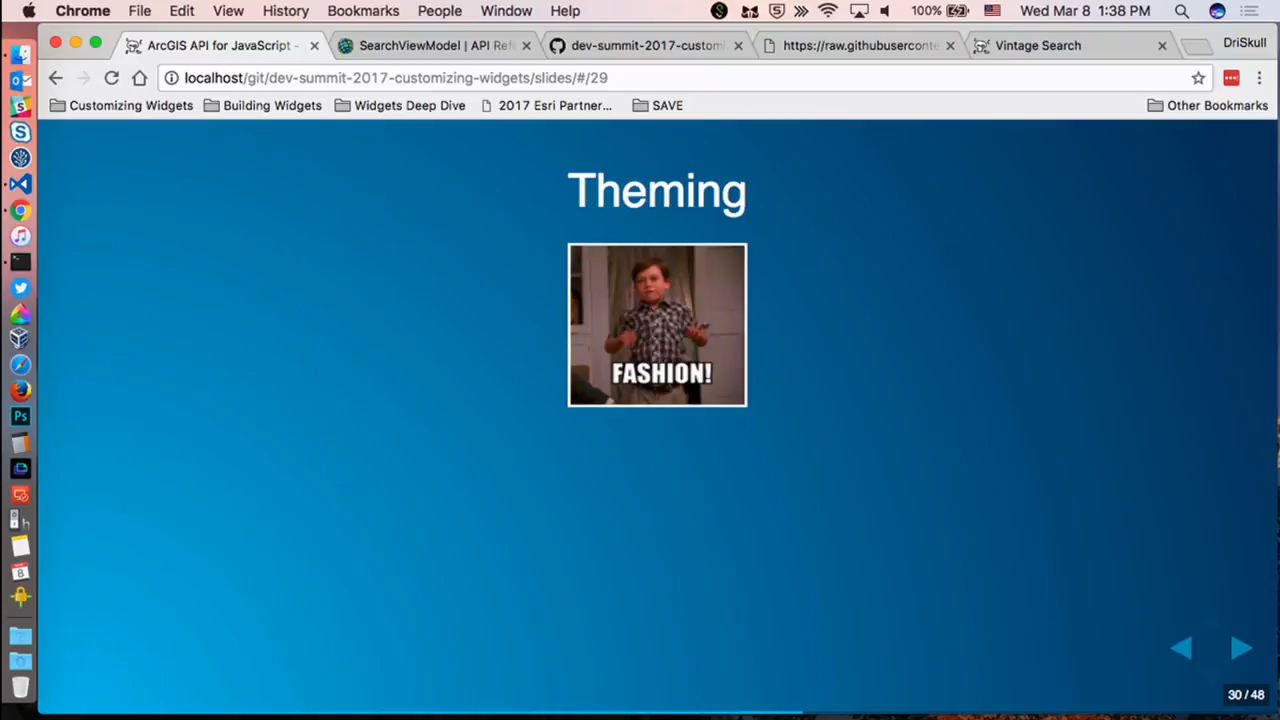 Chrome File Edit View History Bookmarks People Window Help 100% Wed Mar 8 1:38 PM
ArcGIS API for JavaScript - SearchViewModel | API Ref dev-summit-2017-custom https://raw.githubuserconte Vintage Search DriSkull
localhost/git/dev-summit-2017-customizing-widgets/slides/#/29
Customizing Widgets Building Widgets Widgets Deep Dive 2017 Esri Partner... SAVE Other Bookmarks
Theming
FASHION!
30 / 48